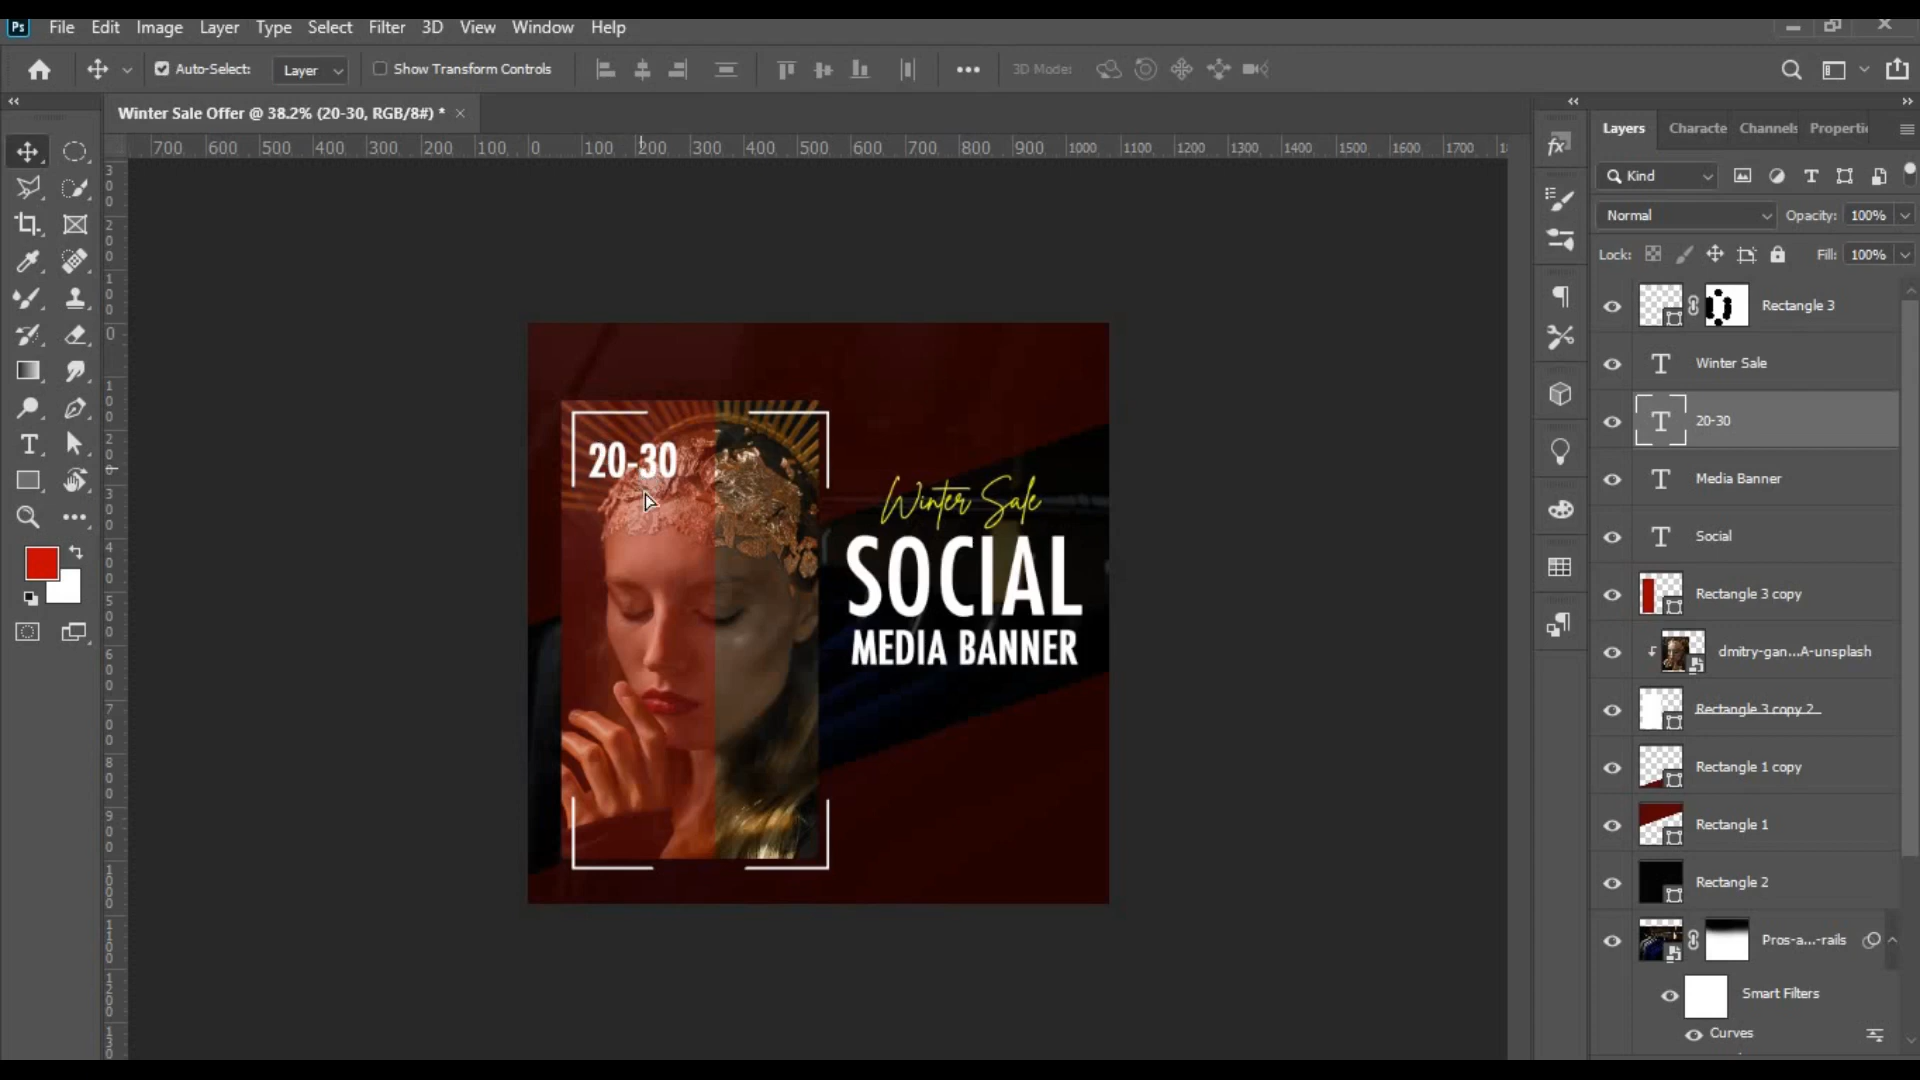 Ps File Edit Image Layer Type Select Filter 3D View Window Help
Auto-Select: Layer Show Transform Controls 3D Mode:
Winter Sale Offer @ 38.2% (20-30, RGB/8#) * ×
700 600 500 400 300 200 100 0 100 200 300 400 500 600 700 800 900 1000 1100 1200 1300 1400 1500 1600 1700
20-30
Winter Sale
SOCIAL
MEDIA BANNER
Layers Characte Channels Properti
Kind
Normal Opacity: 100%
Lock: Fill: 100%
Rectangle 3
Winter Sale
20-30
Media Banner
Social
Rectangle 3 copy
dmitry-gan...A-unsplash
Rectangle 3 copy 2
Rectangle 1 copy
Rectangle 1
Rectangle 2
Pros-a...-rails
Smart Filters
Curves